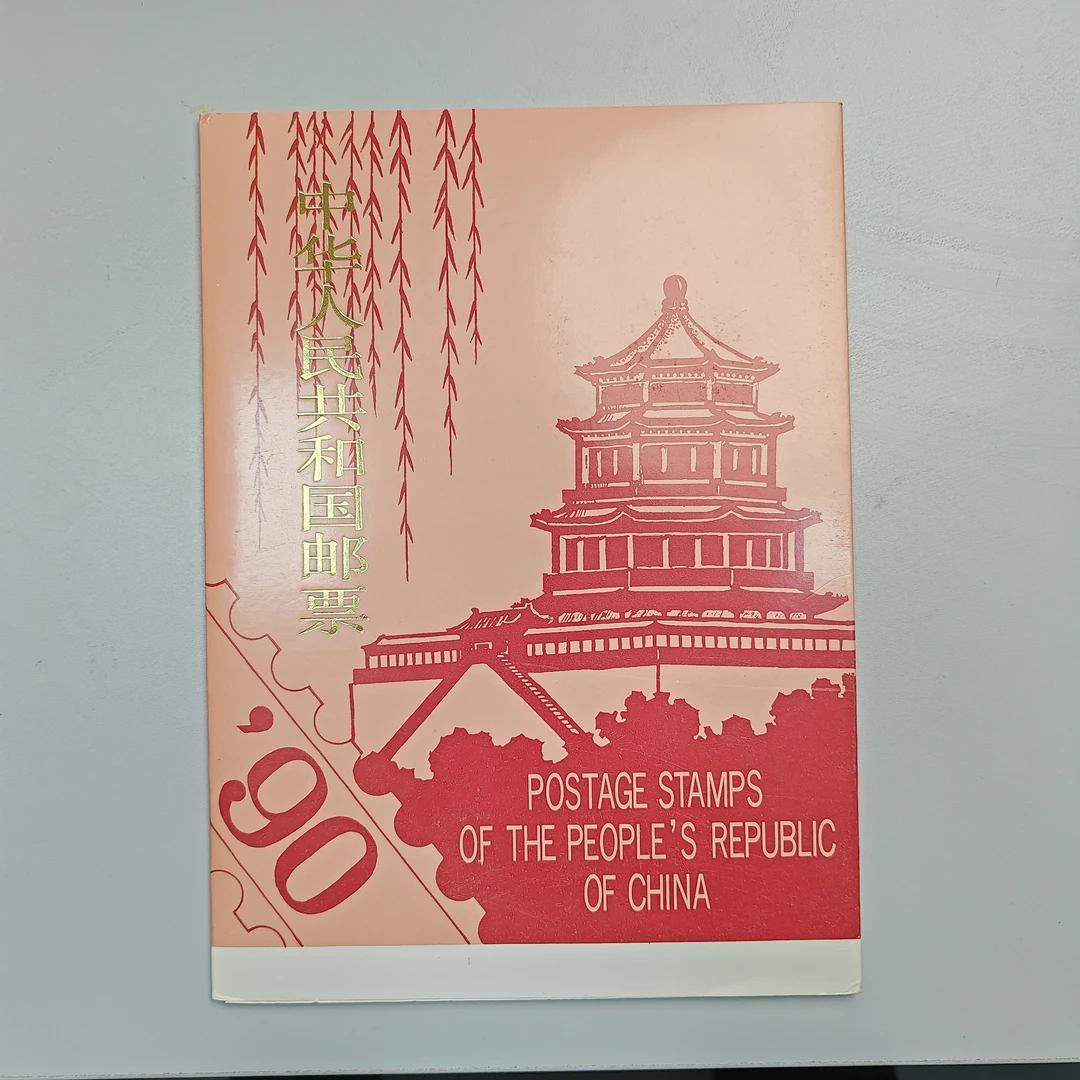 中华人民共和国邮票
’90
POSTAGE STAMPS
OF THE PEOPLE’S REPUBLIC
OF CHINA